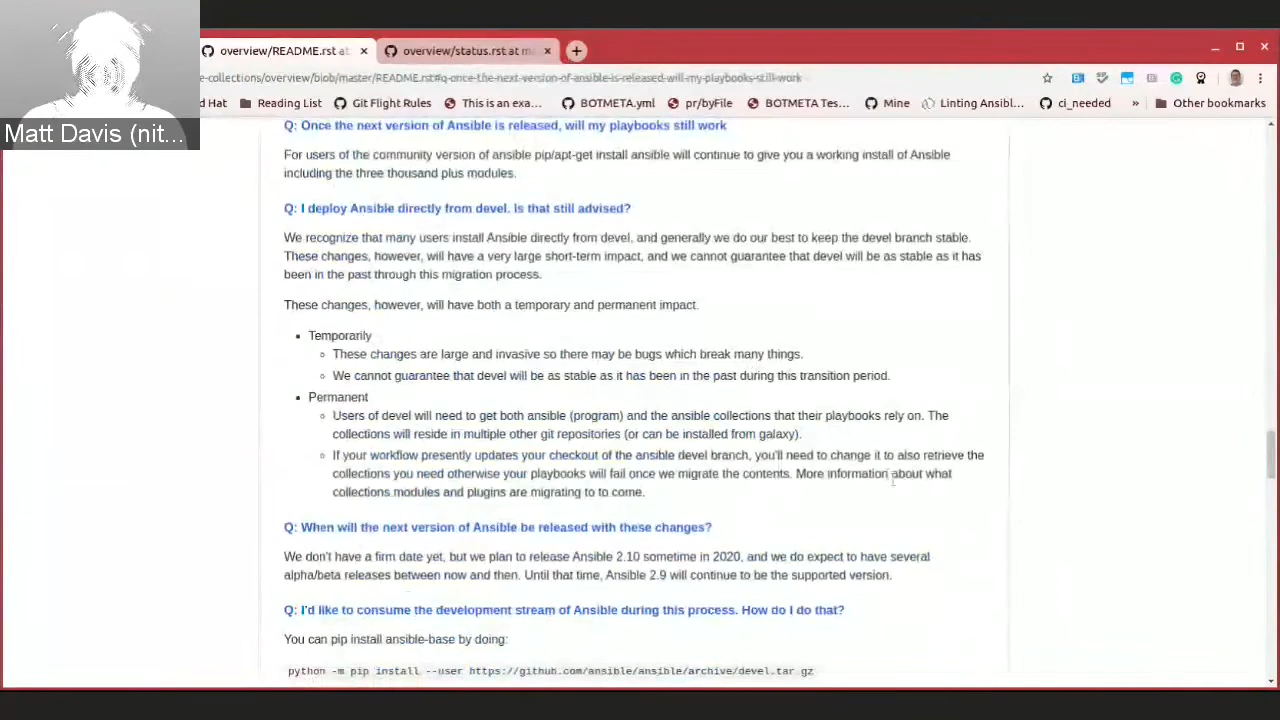 overview/README.rst at
overview/status.rst at ma
e-collections/overview/blob/master/README.rst#q-once-the-next-version-of-ansible-is-released-will-my-playbooks-still-work
d Hat Reading List Git Flight Rules This is an exa... BOTMETA.yml pr/byFile BOTMETA Tes... Mine Linting Ansibl... ci_needed » Other bookmarks
Matt Davis (nit...
Q: Once the next version of Ansible is released, will my playbooks still work
For users of the community version of ansible pip/apt-get install ansible will continue to give you a working install of Ansible
including the three thousand plus modules.
Q: I deploy Ansible directly from devel. Is that still advised?
We recognize that many users install Ansible directly from devel, and generally we do our best to keep the devel branch stable.
These changes, however, will have a very large short-term impact, and we cannot guarantee that devel will be as stable as it has
been in the past through this migration process.
These changes, however, will have both a temporary and permanent impact.
• Temporarily
◦ These changes are large and invasive so there may be bugs which break many things.
◦ We cannot guarantee that devel will be as stable as it has been in the past during this transition period.
• Permanent
◦ Users of devel will need to get both ansible (program) and the ansible collections that their playbooks rely on. The
collections will reside in multiple other git repositories (or can be installed from galaxy).
◦ If your workflow presently updates your checkout of the ansible devel branch, you'll need to change it to also retrieve the
collections you need otherwise your playbooks will fail once we migrate the contents. More information about what
collections modules and plugins are migrating to to come.
Q: When will the next version of Ansible be released with these changes?
We don't have a firm date yet, but we plan to release Ansible 2.10 sometime in 2020, and we do expect to have several
alpha/beta releases between now and then. Until that time, Ansible 2.9 will continue to be the supported version.
Q: I'd like to consume the development stream of Ansible during this process. How do I do that?
You can pip install ansible-base by doing:
python -m pip install --user https://github.com/ansible/ansible/archive/devel.tar.gz